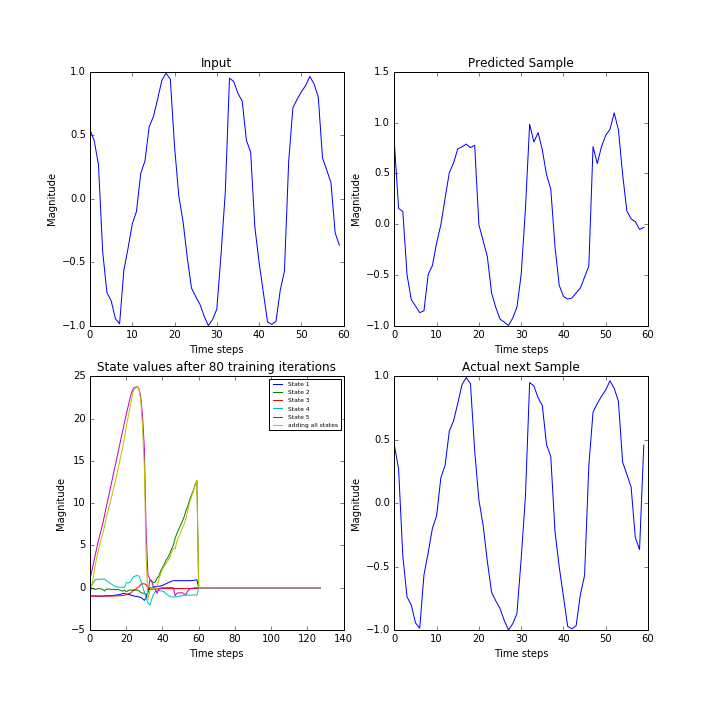 Input
1.0
0.5
0.0
−0.5
−1.0
Magnitude
0 10 20 30 40 50 60
Time steps
Predicted Sample
1.5
1.0
0.5
0.0
−0.5
−1.0
Magnitude
0 10 20 30 40 50 60
Time steps
State values after 80 training iterations
25
20
15
10
5
0
−5
Magnitude
State 1
State 2
State 3
State 4
State 5
adding all states
0 20 40 60 80 100 120 140
Time steps
Actual next Sample
1.0
0.5
0.0
−0.5
−1.0
Magnitude
0 10 20 30 40 50 60
Time steps